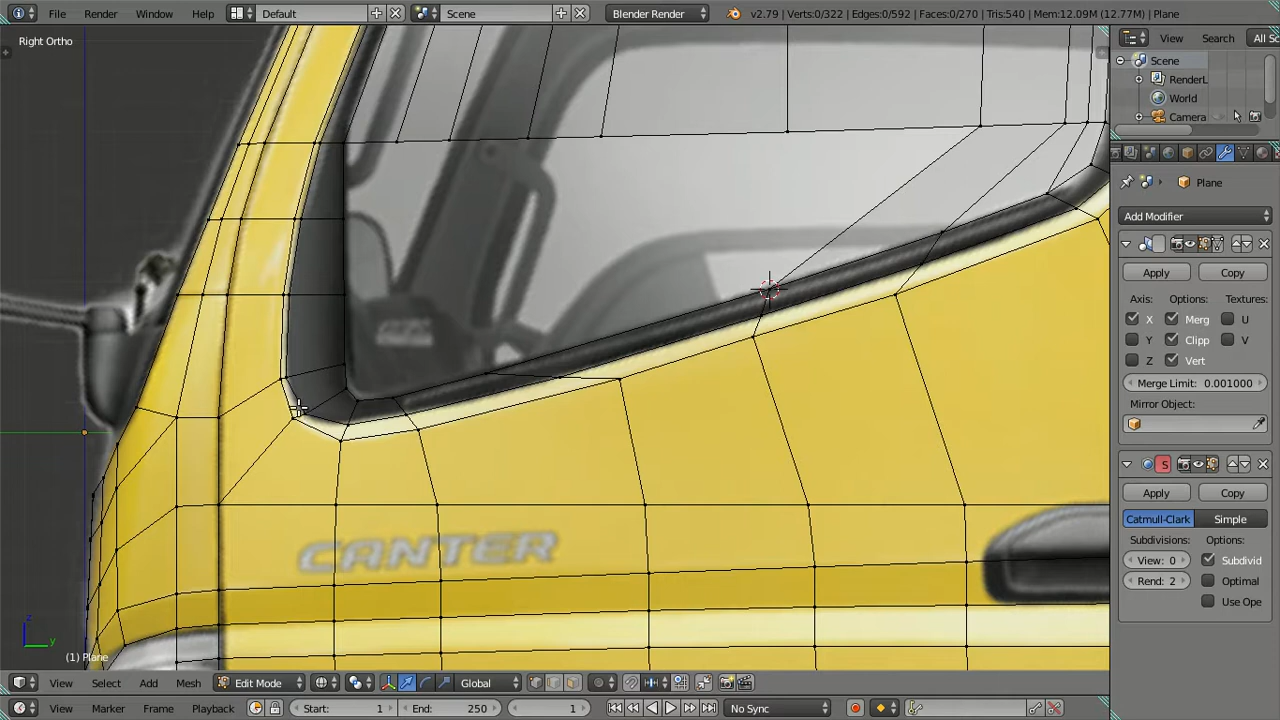 File Render Window Help Default Scene Blender Render v2.79 | Verts:0/322 | Edges:0/592 | Faces:0/270 | Tris:540 | Mem:12.09M (12.77M) | Plane
Right Ortho
View Search All Sc
Scene
RenderL
World
Camera
Plane
Add Modifier
Apply Copy
Axis: Options: Textures:
X Merg U
Y Clipp V
Z Vert
Merge Limit: 0.001000
Mirror Object:
S
Apply Copy
Catmull-Clark Simple
Subdivisions: Options:
View: 0 Subdivid
Rend: 2 Optimal
Use Ope
CANTER
z
y
(1) Plane
View Select Add Mesh Edit Mode Global
View Marker Frame Playback Start: 1 End: 250 1 No Sync